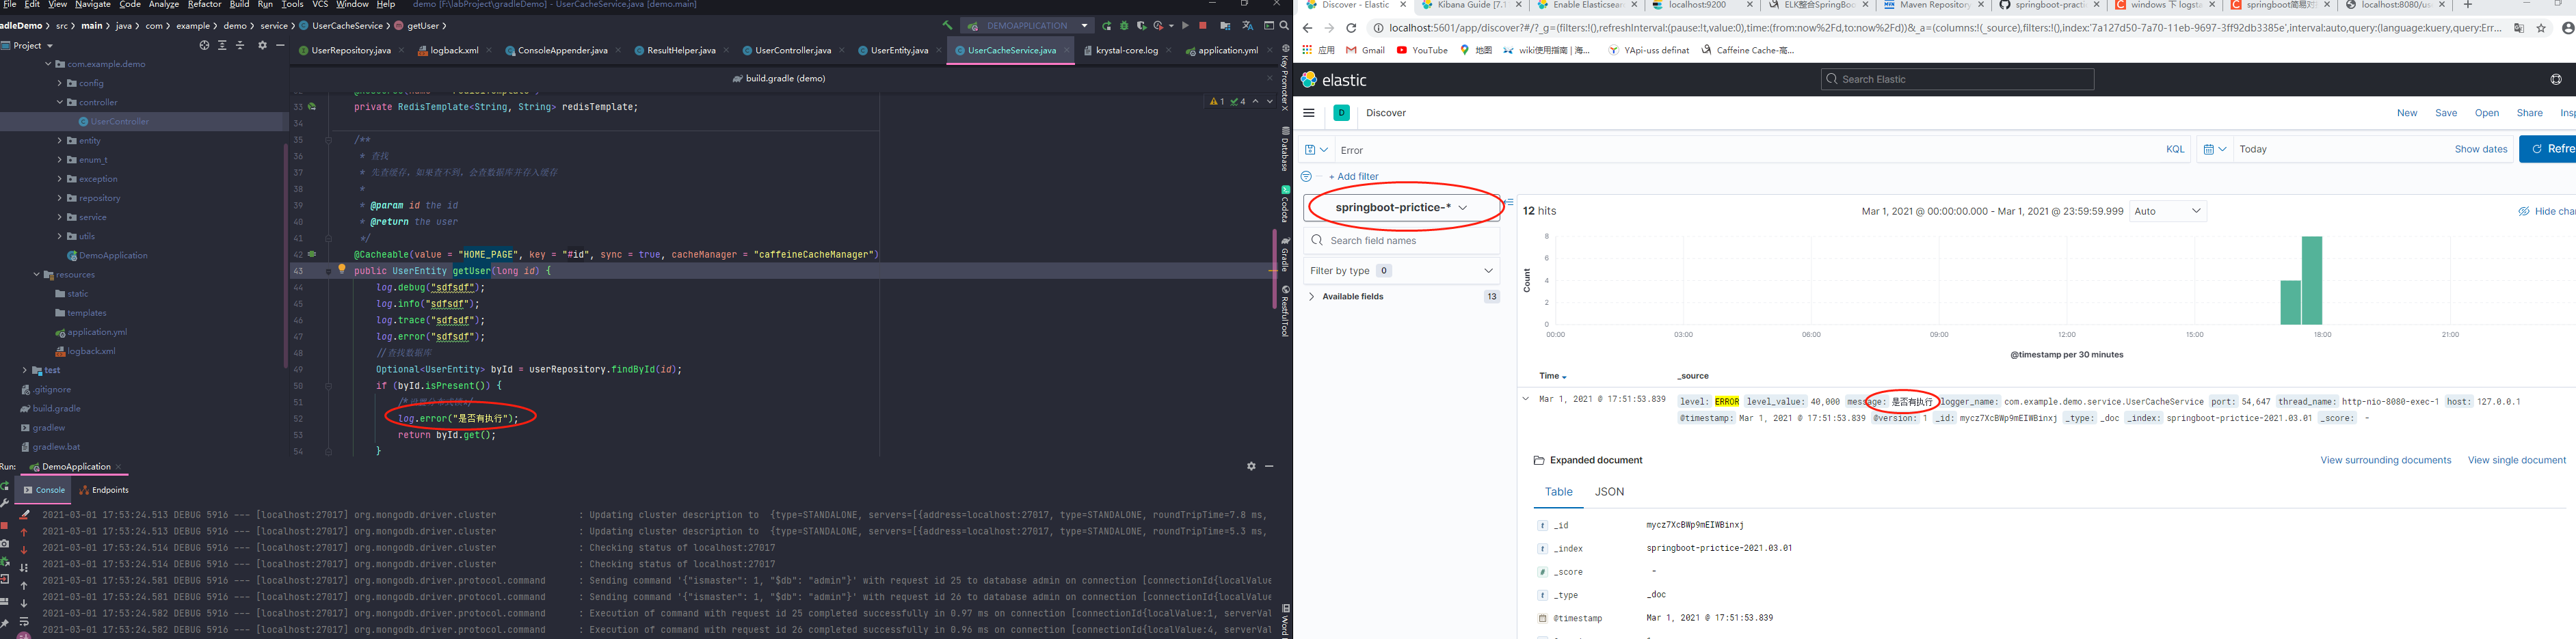 File Edit View Navigate Code Analyze Refactor Build Run Tools VCS Window Help demo [F:\labProject\gradleDemo] - UserCacheService.java [demo.main]
adleDemo › src › main › java › com › example › demo › service › UserCacheService › getUser
DEMOAPPLICATION
Project
UserRepository.java
logback.xml
ConsoleAppender.java
ResultHelper.java
UserController.java
UserEntity.java
UserCacheService.java
krystal-core.log
application.yml
build.gradle (demo)
com.example.demo
config
controller
UserController
entity
enum_t
exception
repository
service
utils
DemoApplication
resources
static
templates
application.yml
logback.xml
test
.gitignore
build.gradle
gradlew
gradlew.bat
1 4
33 private RedisTemplate<String, String> redisTemplate;
34
35 /**
36 * 查找
37 * 先查缓存，如果查不到，会查数据库并存入缓存
38 *
39 * @param id the id
40 * @return the user
41 */
42 @Cacheable(value = "HOME_PAGE", key = "#id", sync = true, cacheManager = "caffeineCacheManager")
43 public UserEntity getUser(long id) {
44 log.debug("sdfsdf");
45 log.info("sdfsdf");
46 log.trace("sdfsdf");
47 log.error("sdfsdf");
48 //查找数据库
49 Optional<UserEntity> byId = userRepository.findById(id);
50 if (byId.isPresent()) {
51
52 log.error("是否有执行");
53 return byId.get();
54 }
Key Promoter X
Database
Codota
Gradle
RestfulTool
Word
Run: DemoApplication
Console Endpoints
2021-03-01 17:53:24.513 DEBUG 5916 --- [localhost:27017] org.mongodb.driver.cluster : Updating cluster description to {type=STANDALONE, servers=[{address=localhost:27017, type=STANDALONE, roundTripTime=7.8 ms,
2021-03-01 17:53:24.513 DEBUG 5916 --- [localhost:27017] org.mongodb.driver.cluster : Updating cluster description to {type=STANDALONE, servers=[{address=localhost:27017, type=STANDALONE, roundTripTime=5.3 ms,
2021-03-01 17:53:24.514 DEBUG 5916 --- [localhost:27017] org.mongodb.driver.cluster : Checking status of localhost:27017
2021-03-01 17:53:24.514 DEBUG 5916 --- [localhost:27017] org.mongodb.driver.cluster : Checking status of localhost:27017
2021-03-01 17:53:24.581 DEBUG 5916 --- [localhost:27017] org.mongodb.driver.protocol.command : Sending command '{"ismaster": 1, "$db": "admin"}' with request id 25 to database admin on connection [connectionId{localValue
2021-03-01 17:53:24.581 DEBUG 5916 --- [localhost:27017] org.mongodb.driver.protocol.command : Sending command '{"ismaster": 1, "$db": "admin"}' with request id 26 to database admin on connection [connectionId{localValue
2021-03-01 17:53:24.582 DEBUG 5916 --- [localhost:27017] org.mongodb.driver.protocol.command : Execution of command with request id 25 completed successfully in 0.97 ms on connection [connectionId{localValue:1, serverVal
2021-03-01 17:53:24.582 DEBUG 5916 --- [localhost:27017] org.mongodb.driver.protocol.command : Execution of command with request id 26 completed successfully in 0.96 ms on connection [connectionId{localValue:4, serverVal
Discover - Elastic
Kibana Guide [7.1
Enable Elasticsear
localhost:9200
ELK整合SpringBoo
Maven Repository
springboot-practi
windows 下 logsta
springboot简易对
localhost:8080/us
localhost:5601/app/discover?#/?_g=(filters:!(),refreshInterval:(pause:!t,value:0),time:(from:now%2Fd,to:now%2Fd))&_a=(columns:!(_source),filters:!(),index:'7a127d50-7a70-11eb-9697-3ff92db3385e',interval:auto,query:(language:kuery,query:Err...
应用 Gmail YouTube 地图 wiki使用指南 | 海... YApi-uss definat Caffeine Cache-高...
elastic
Search Elastic
D Discover
New Save Open Share Insp
Error
KQL
Today
Show dates
Refre
+ Add filter
springboot-prictice-*
Search field names
Filter by type 0
Available fields 13
12 hits
Mar 1, 2021 @ 00:00:00.000 - Mar 1, 2021 @ 23:59:59.999 Auto
Hide char
Count
8
6
4
2
0
00:00 03:00 06:00 09:00 12:00 15:00 18:00 21:00
@timestamp per 30 minutes
Time _source
Mar 1, 2021 @ 17:51:53.839 level: ERROR level_value: 40,000 message: 是否有执行 logger_name: com.example.demo.service.UserCacheService port: 54,647 thread_name: http-nio-8080-exec-1 host: 127.0.0.1
@timestamp: Mar 1, 2021 @ 17:51:53.839 @version: 1 _id: mycz7XcBWp9mEIWBinxj _type: _doc _index: springboot-prictice-2021.03.01 _score: -
Expanded document
View surrounding documents View single document
Table JSON
t _id mycz7XcBWp9mEIWBinxj
t _index springboot-prictice-2021.03.01
# _score -
t _type _doc
@timestamp Mar 1, 2021 @ 17:51:53.839